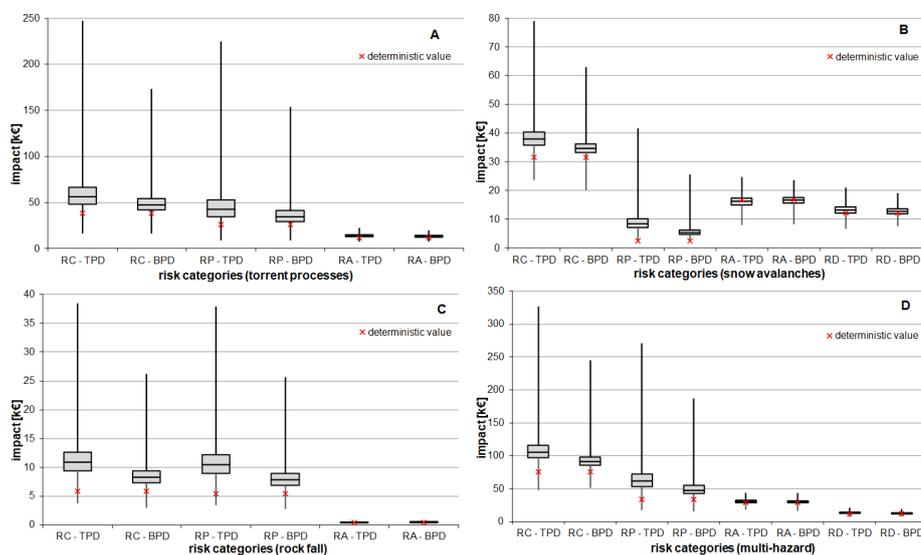 A
× deterministic value
impact [k€]
250
200
150
100
50
0
RC - TPD RC - BPD RP - TPD RP - BPD RA - TPD RA - BPD
risk categories (torrent processes)
B
× deterministic value
impact [k€]
80
70
60
50
40
30
20
10
0
RC - TPD RC - BPD RP - TPD RP - BPD RA - TPD RA - BPD RD - TPD RD - BPD
risk categories (snow avalanches)
C
× deterministic value
impact [k€]
40
35
30
25
20
15
10
5
0
RC - TPD RC - BPD RP - TPD RP - BPD RA - TPD RA - BPD
risk categories (rock fall)
D
× deterministic value
impact [k€]
350
300
250
200
150
100
50
0
RC - TPD RC - BPD RP - TPD RP - BPD RA - TPD RA - BPD RD - TPD RD - BPD
risk categories (multi-hazard)